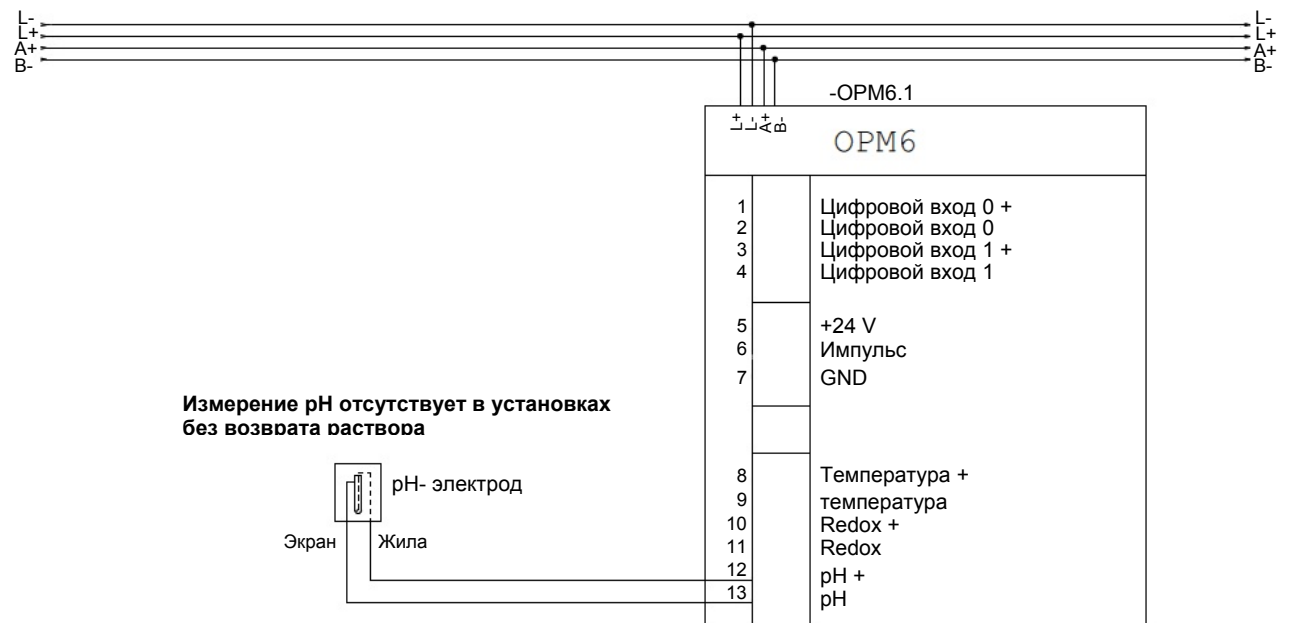 L- L-
L+ L+
A+ A+
B- B-
-OPM6.1
L+ L- A+ B-
OPM6
1 Цифровой вход 0 +
2 Цифровой вход 0
3 Цифровой вход 1 +
4 Цифровой вход 1
5 +24 V
6 Импульс
7 GND
Измерение pH отсутствует в установках
без возврата раствора
8 Температура +
pH- электрод
9 температура
10 Redox +
Экран Жила
11 Redox
12 pH +
13 pH